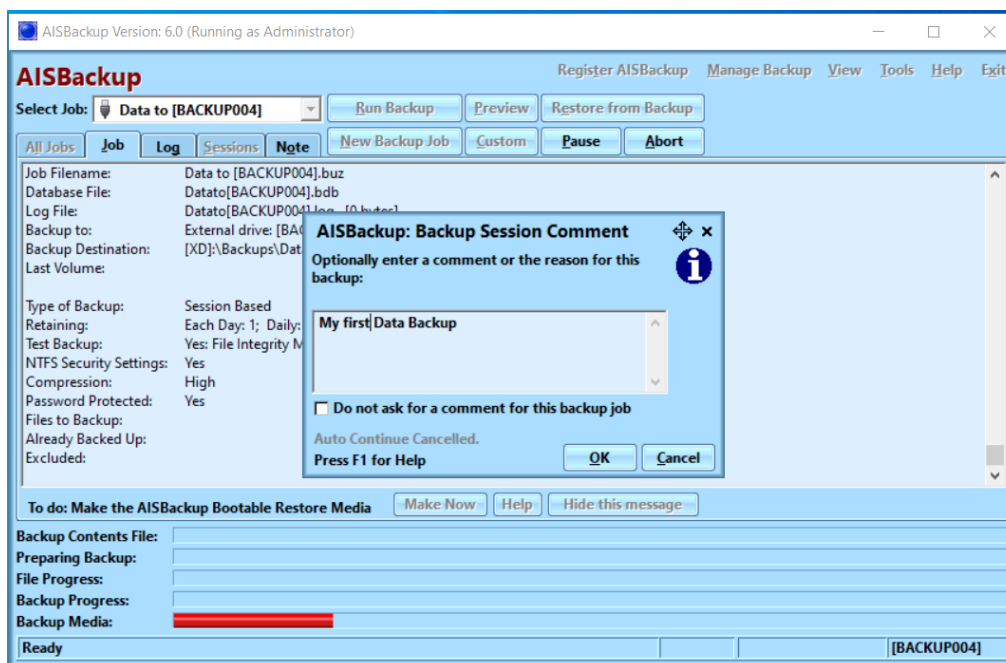 AISBackup Version: 6.0 (Running as Administrator)
AISBackup
Register AISBackup Manage Backup View Tools Help Exit
Select Job: Data to [BACKUP004] Run Backup Preview Restore from Backup
All Jobs Job Log Sessions Note New Backup Job Custom Pause Abort
Job Filename: Data to [BACKUP004].buz
Database File: Datato[BACKUP004].bdb
Log File: Datato[BACKUP004].log [0 bytes]
Backup to: External drive: [BAC
Backup Destination: [XD]:\Backups\Dat
Last Volume:
Type of Backup: Session Based
Retaining: Each Day: 1; Daily:
Test Backup: Yes: File Integrity M
NTFS Security Settings: Yes
Compression: High
Password Protected: Yes
Files to Backup:
Already Backed Up:
Excluded:
AISBackup: Backup Session Comment
Optionally enter a comment or the reason for this
backup:
My first Data Backup
Do not ask for a comment for this backup job
Auto Continue Cancelled.
Press F1 for Help OK Cancel
To do: Make the AISBackup Bootable Restore Media Make Now Help Hide this message
Backup Contents File:
Preparing Backup:
File Progress:
Backup Progress:
Backup Media:
Ready [BACKUP004]